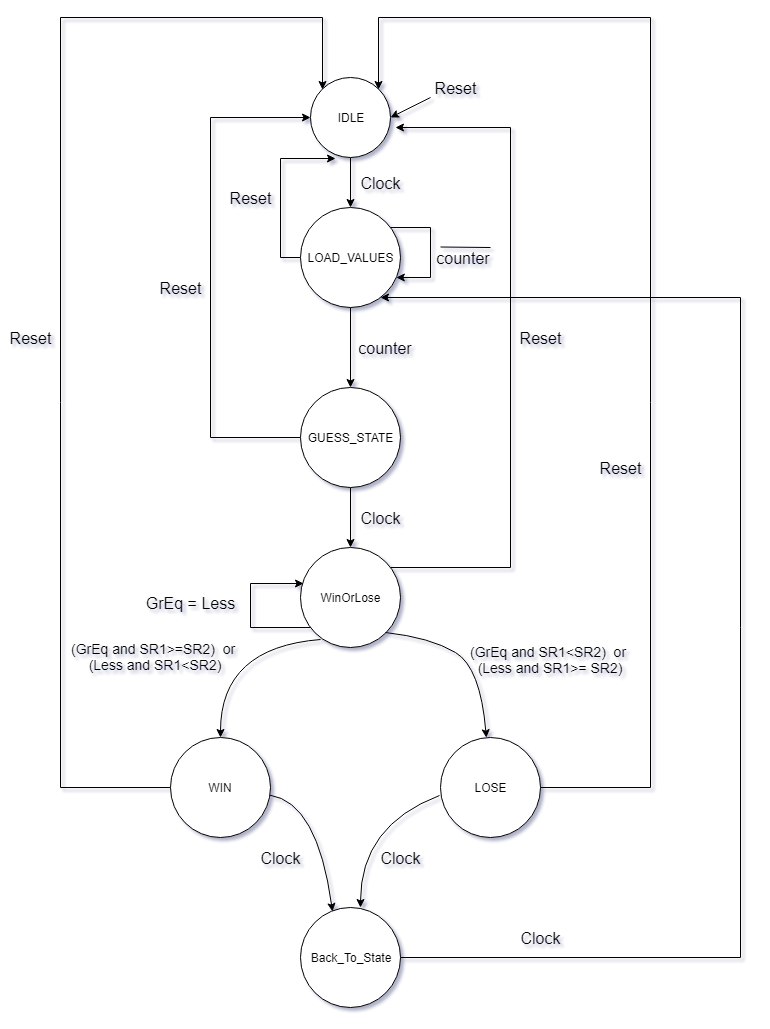 Reset
IDLE
Clock
Reset
LOAD_VALUES
counter
Reset
Reset
Reset
counter
GUESS_STATE
Reset
Clock
WinOrLose
GrEq = Less
(GrEq and SR1>=SR2) or
(Less and SR1<SR2)
(GrEq and SR1<SR2) or
(Less and SR1>= SR2)
WIN
LOSE
Clock
Clock
Clock
Back_To_State